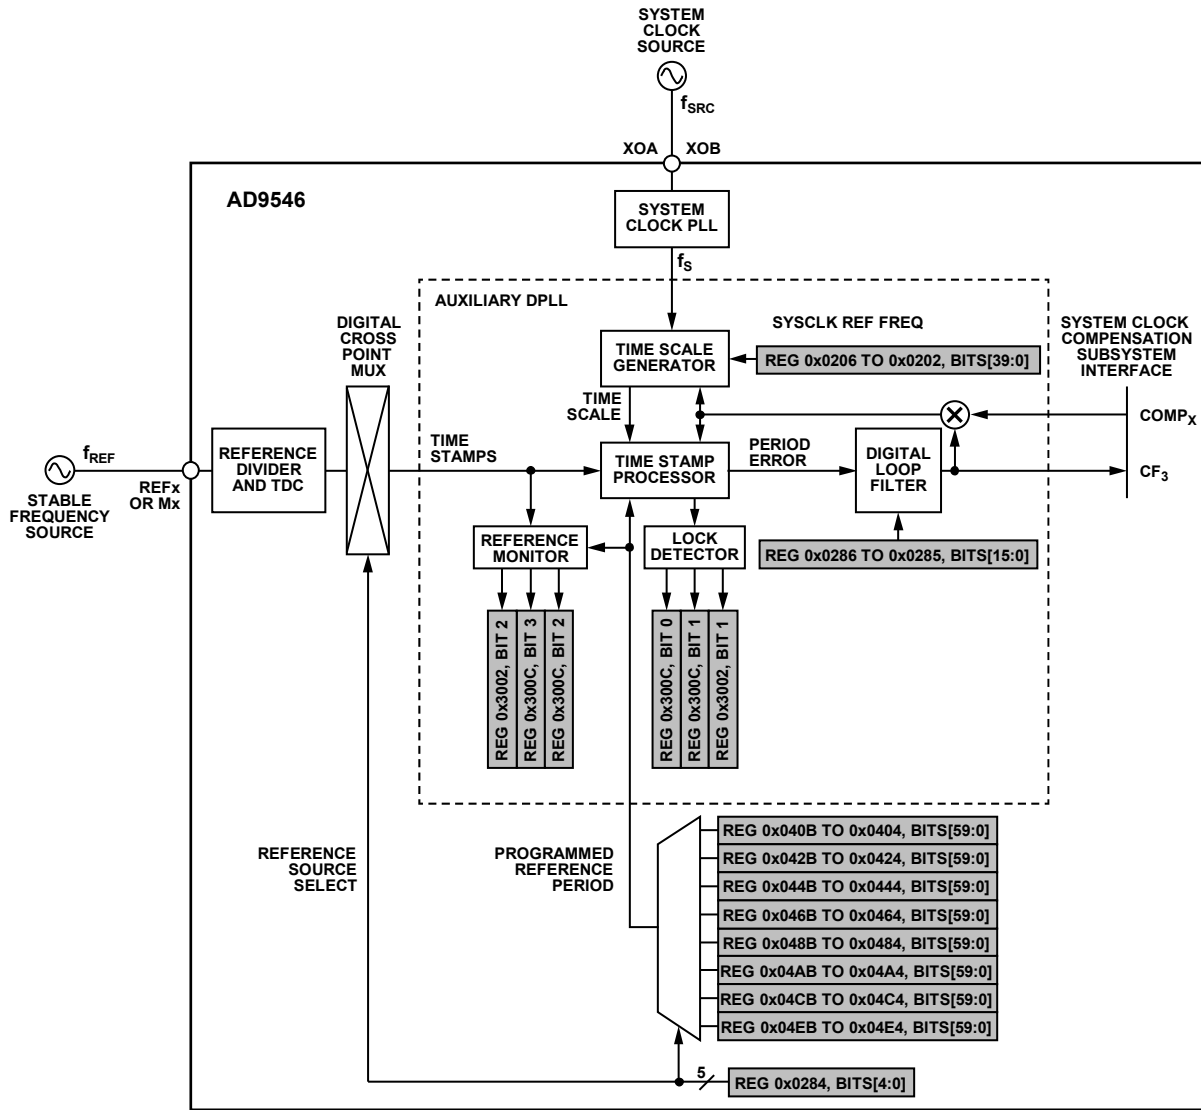 SYSTEM
CLOCK
SOURCE
fSRC
XOA
XOB
AD9546
SYSTEM
CLOCK PLL
fS
AUXILIARY DPLL
DIGITAL
CROSS
POINT
MUX
SYSCLK REF FREQ
SYSTEM CLOCK
COMPENSATION
SUBSYSTEM
INTERFACE
TIME SCALE
GENERATOR
REG 0x0206 TO 0x0202, BITS[39:0]
TIME
SCALE
COMPX
fREF
REFERENCE
DIVIDER
AND TDC
TIME
STAMPS
TIME STAMP
PROCESSOR
PERIOD
ERROR
DIGITAL
LOOP
FILTER
CF3
STABLE
FREQUENCY
SOURCE
REFx
OR Mx
REFERENCE
MONITOR
LOCK
DETECTOR
REG 0x0286 TO 0x0285, BITS[15:0]
REG 0x3002, BIT 2
REG 0x300C, BIT 3
REG 0x300C, BIT 2
REG 0x300C, BIT 0
REG 0x300C, BIT 1
REG 0x3002, BIT 1
REFERENCE
SOURCE
SELECT
PROGRAMMED
REFERENCE
PERIOD
REG 0x040B TO 0x0404, BITS[59:0]
REG 0x042B TO 0x0424, BITS[59:0]
REG 0x044B TO 0x0444, BITS[59:0]
REG 0x046B TO 0x0464, BITS[59:0]
REG 0x048B TO 0x0484, BITS[59:0]
REG 0x04AB TO 0x04A4, BITS[59:0]
REG 0x04CB TO 0x04C4, BITS[59:0]
REG 0x04EB TO 0x04E4, BITS[59:0]
5
REG 0x0284, BITS[4:0]